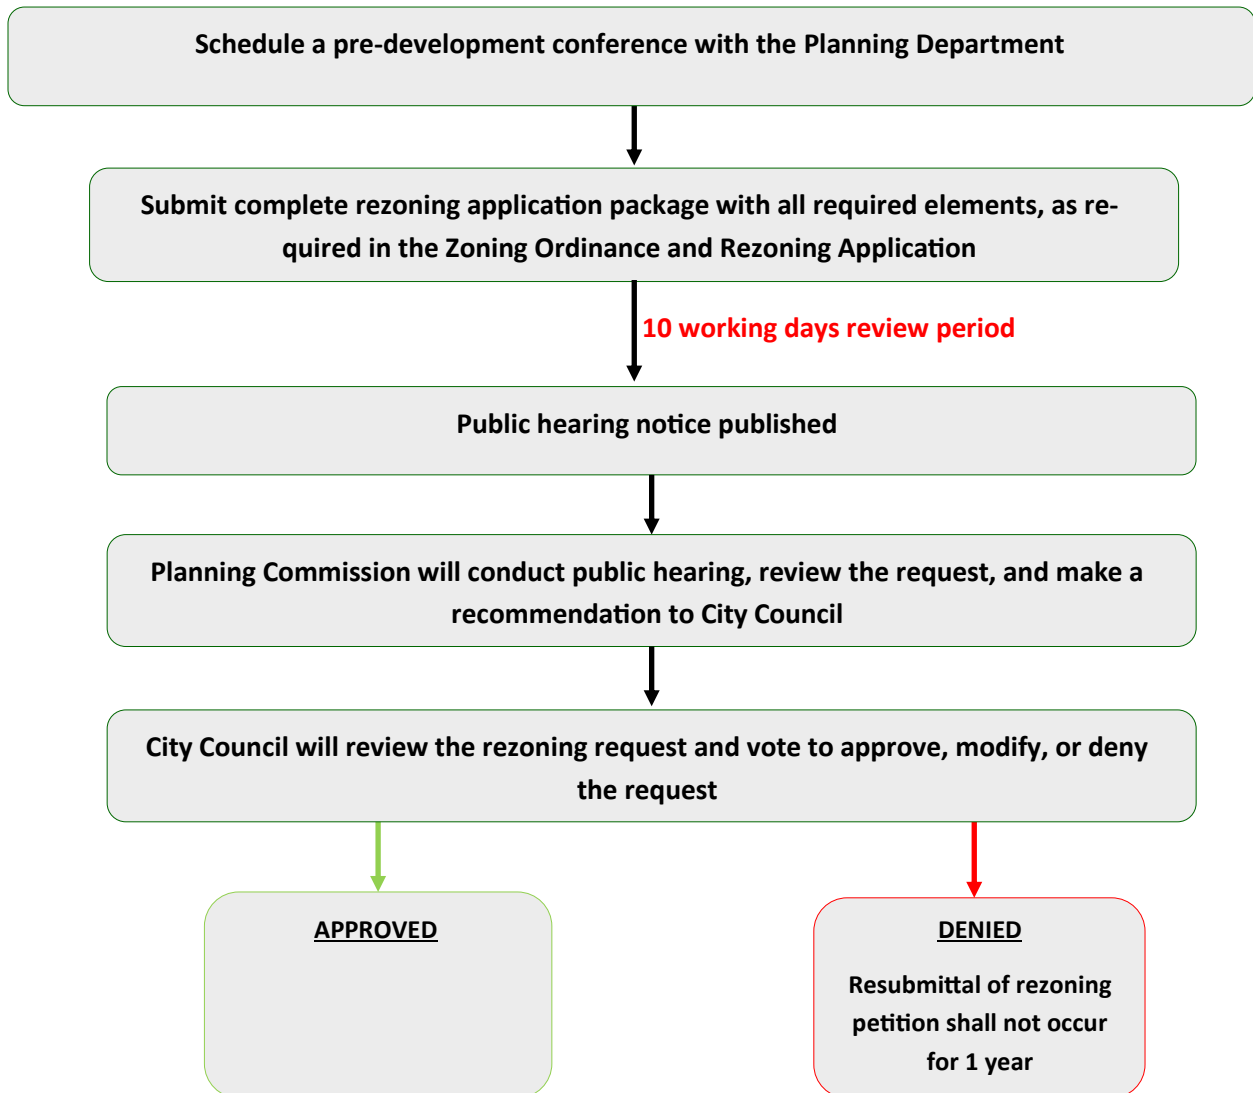 Schedule a pre-development conference with the Planning Department
Submit complete rezoning application package with all required elements, as re-
quired in the Zoning Ordinance and Rezoning Application
10 working days review period
Public hearing notice published
Planning Commission will conduct public hearing, review the request, and make a
recommendation to City Council
City Council will review the rezoning request and vote to approve, modify, or deny
the request
APPROVED
DENIED
Resubmittal of rezoning
petition shall not occur
for 1 year